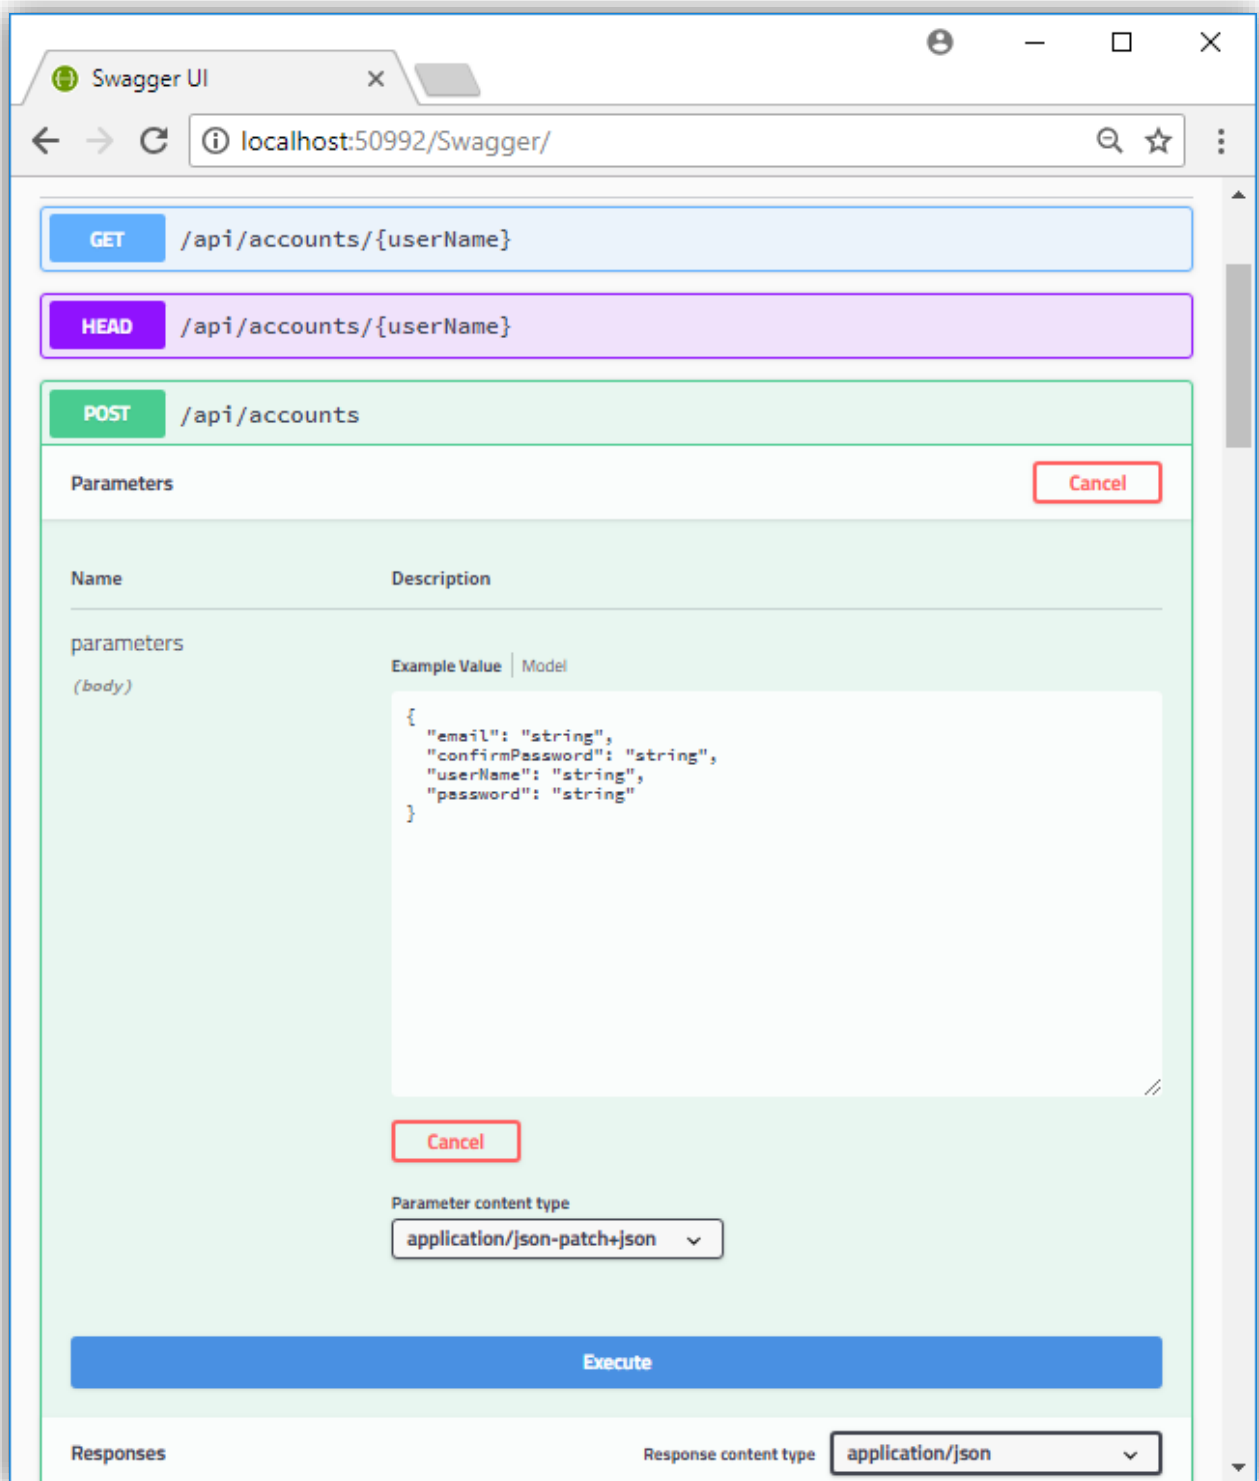 Swagger UI
localhost:50992/Swagger/
GET /api/accounts/{userName}
HEAD /api/accounts/{userName}
POST /api/accounts
Parameters Cancel
Name Description
parameters
(body)
Example Value Model
{
"email": "string",
"confirmPassword": "string",
"userName": "string",
"password": "string"
}
Cancel
Parameter content type
application/json-patch+json
Execute
Responses Response content type application/json